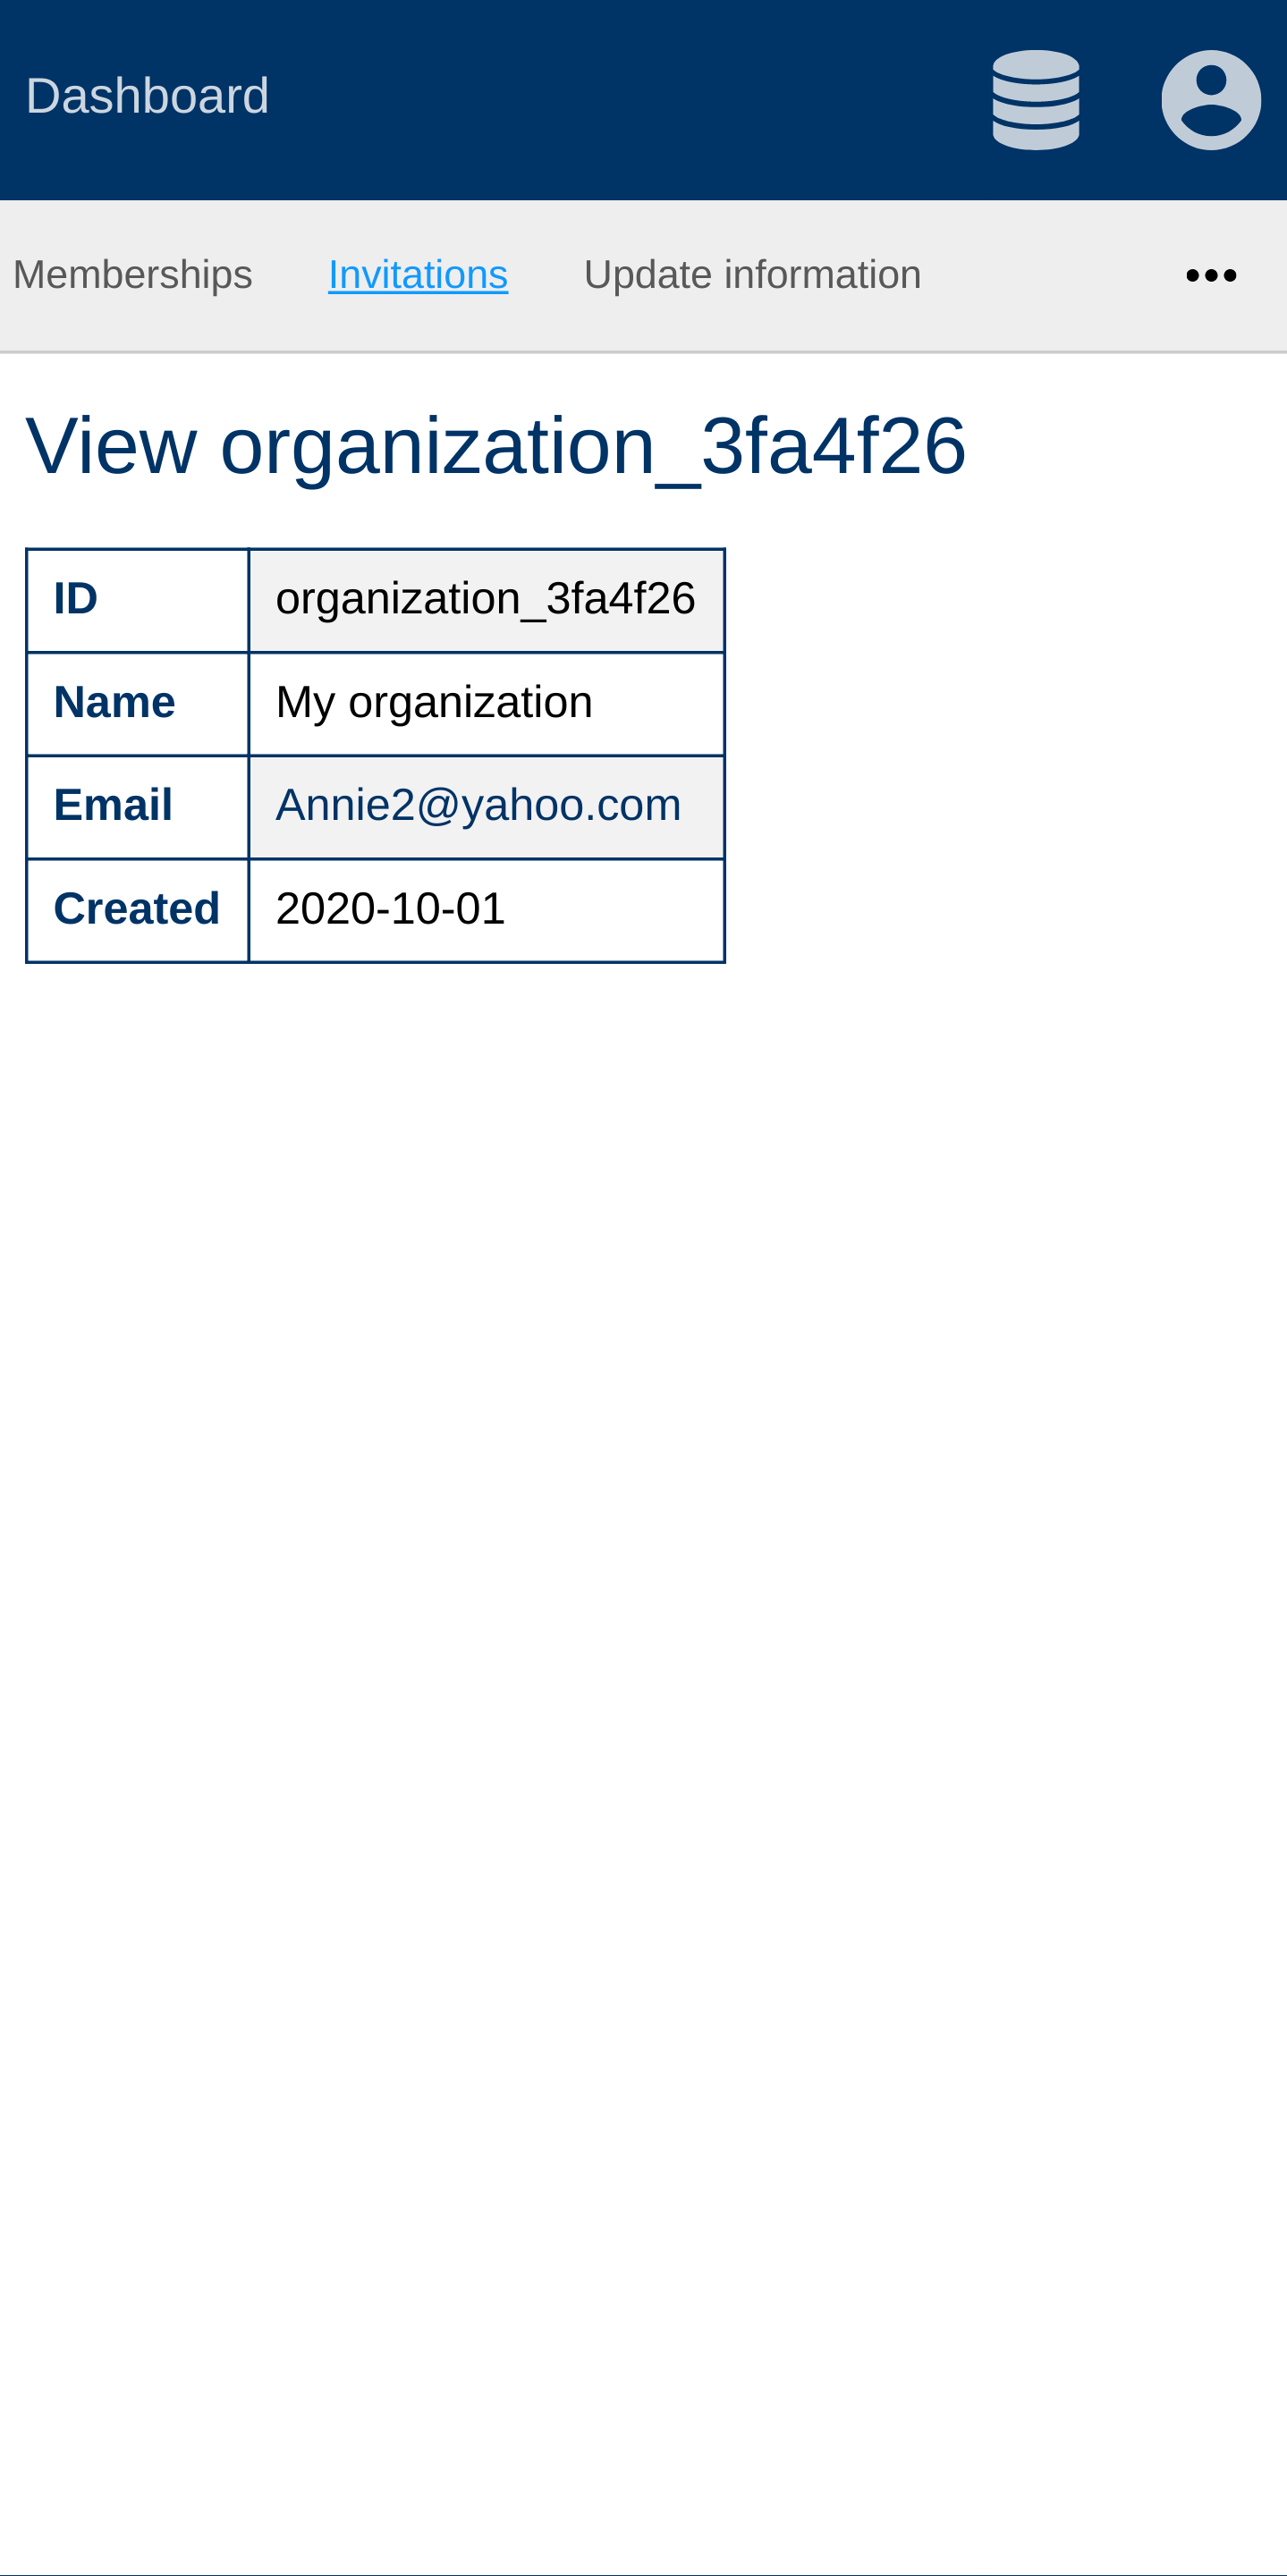 Dashboard
Memberships Invitations Update information
View organization_3fa4f26
ID organization_3fa4f26
Name My organization
Email Annie2@yahoo.com
Created 2020-10-01